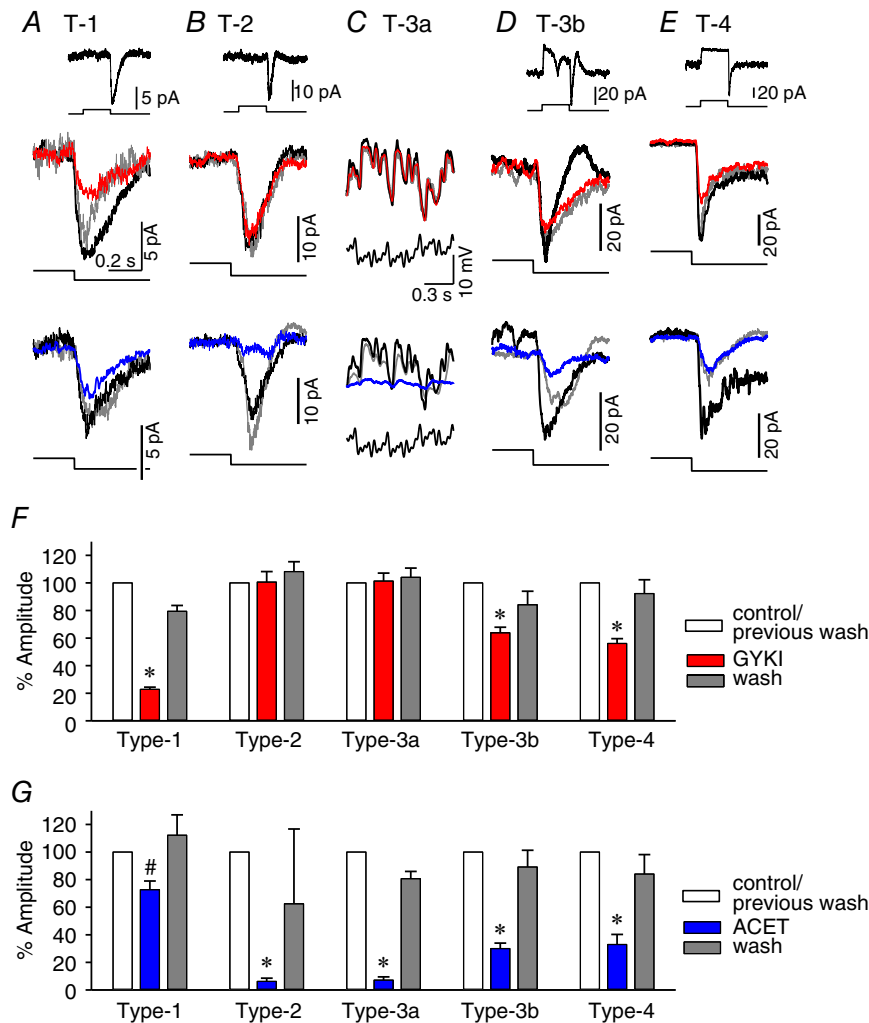 A T-1 B T-2 C T-3a D T-3b E T-4
5 pA
10 pA
20 pA
20 pA
0.2 s
5 pA
10 pA
0.3 s
10 mV
20 pA
20 pA
5 pA
10 pA
20 pA
20 pA
F
% Amplitude
120
100
80
60
40
20
0
*
*
*
Type-1 Type-2 Type-3a Type-3b Type-4
control/
previous wash
GYKI
wash
G
% Amplitude
120
100
80
60
40
20
0
#
*
*
*
*
Type-1 Type-2 Type-3a Type-3b Type-4
control/
previous wash
ACET
wash